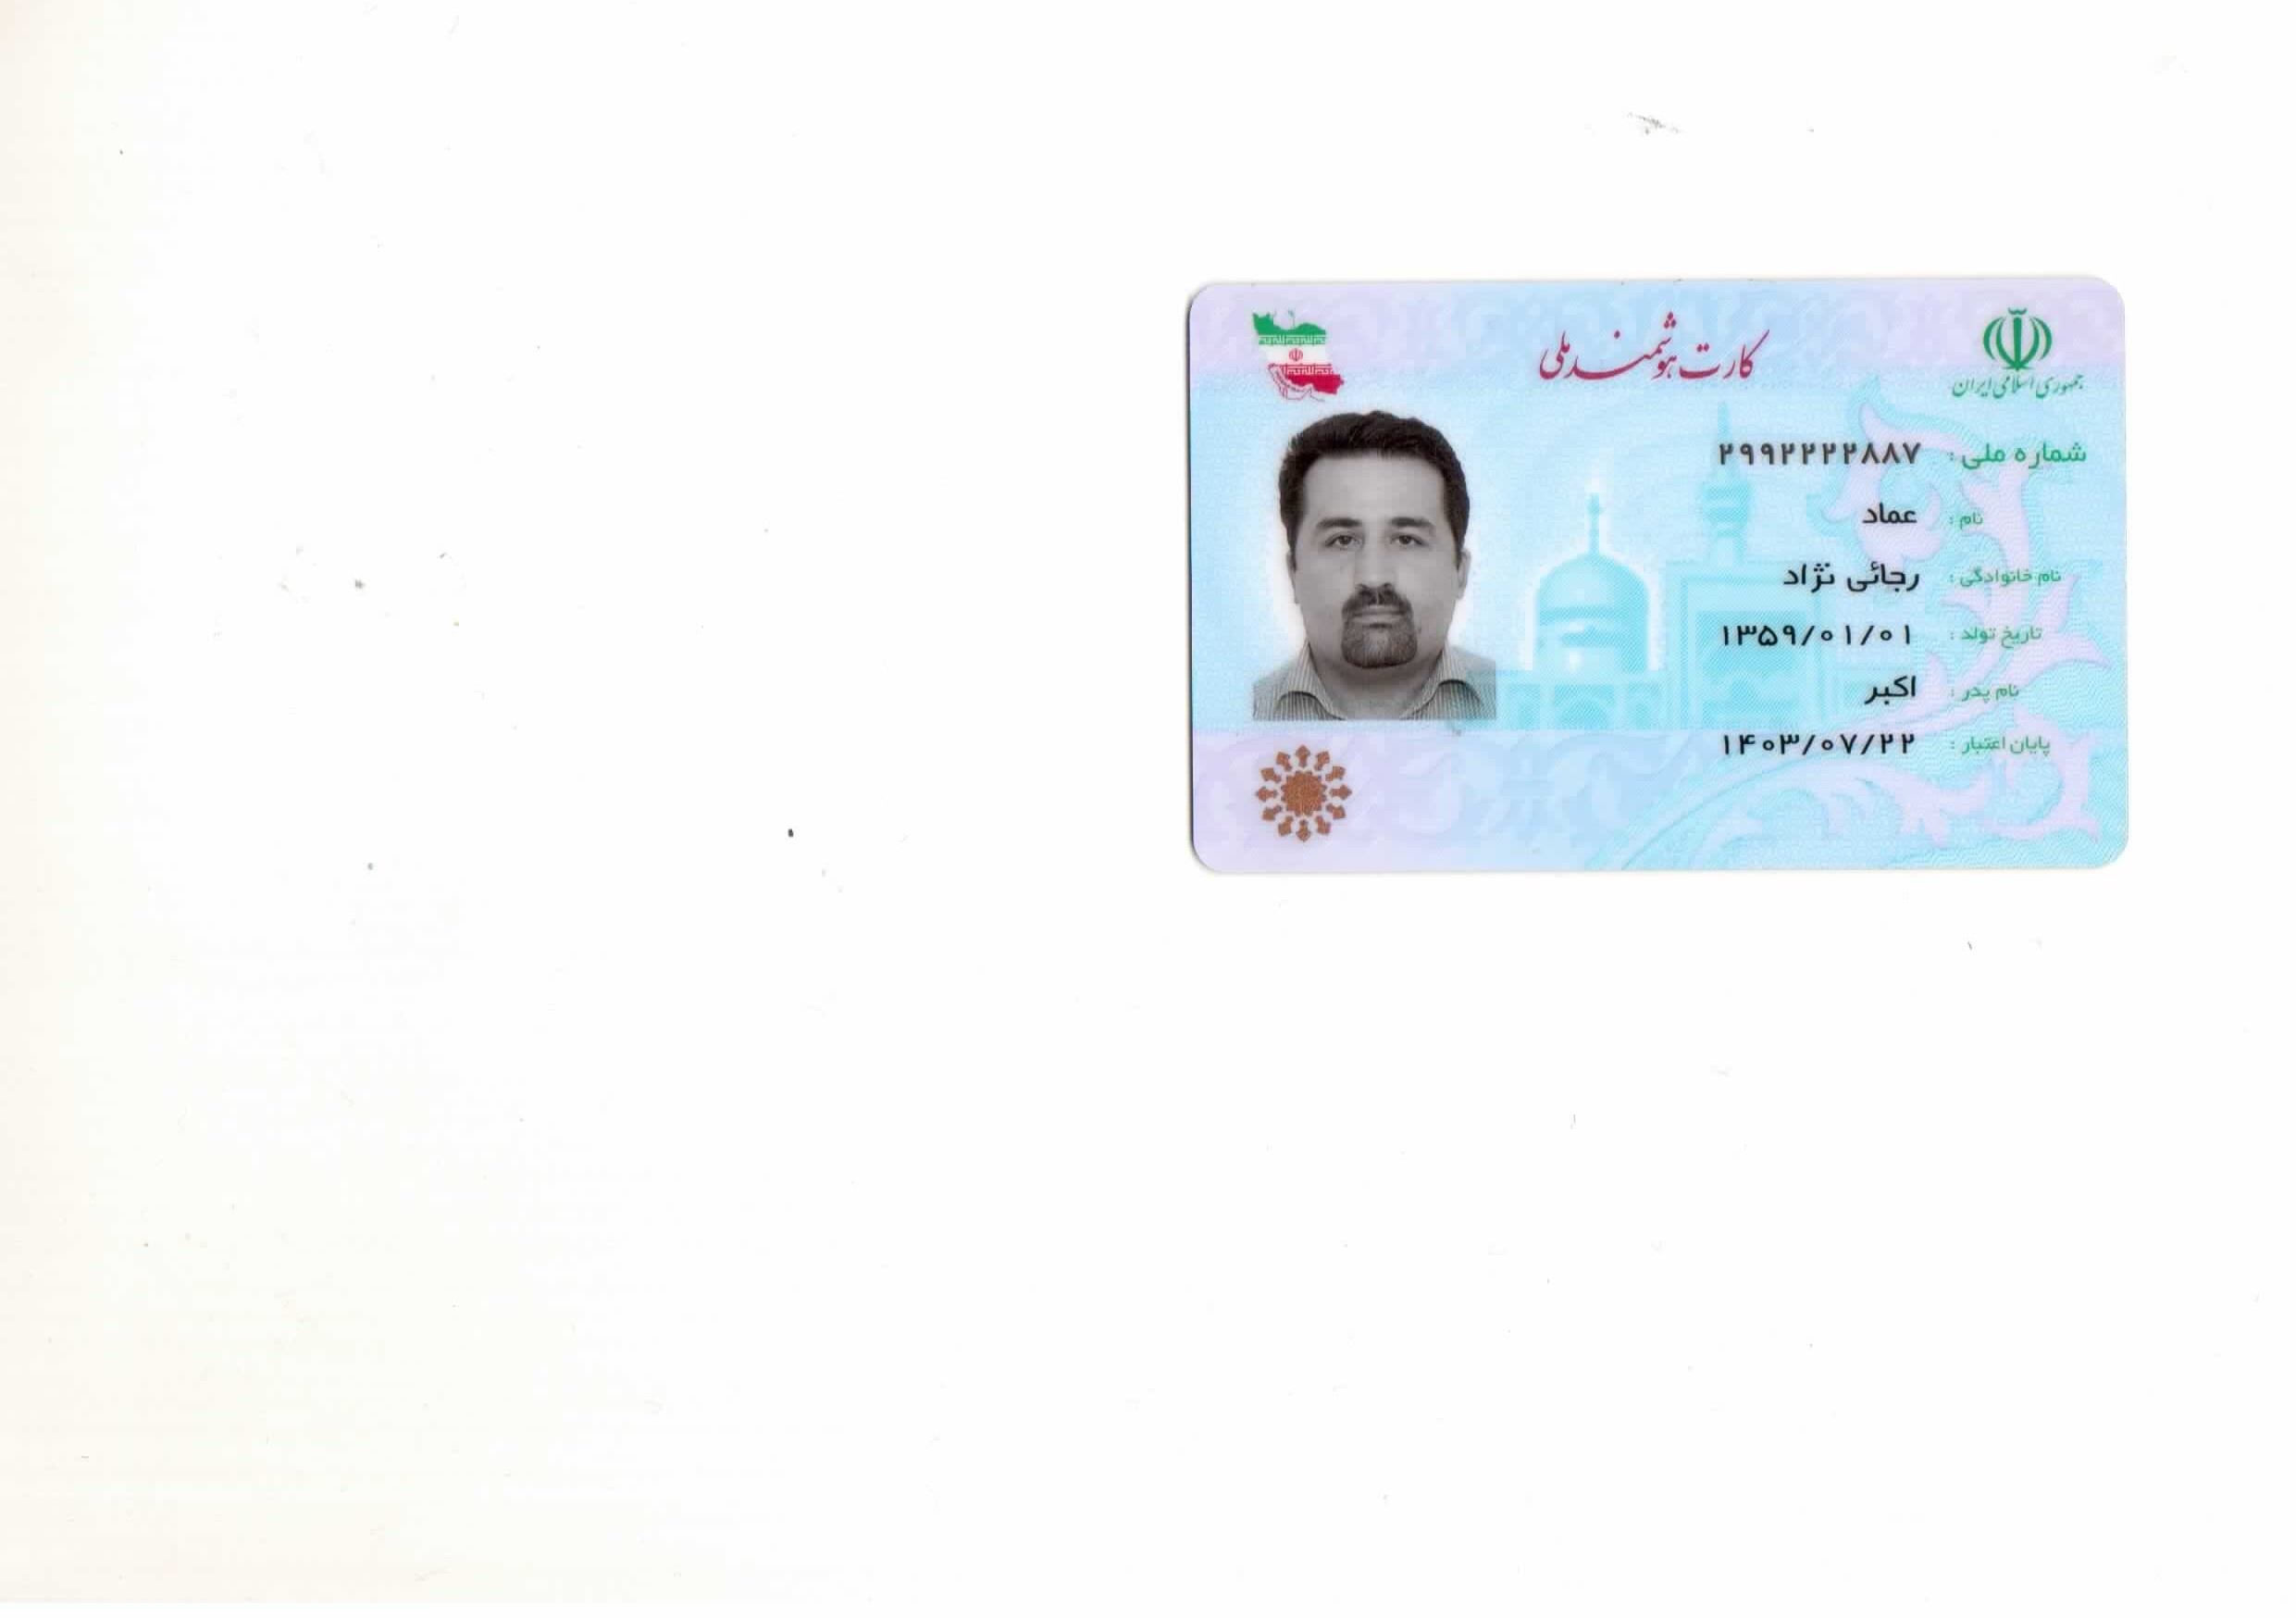 جمهوری اسلامی ایران
کارت هوشمند ملی
شماره ملی : ۲۹۹۲۲۲۲۸۸۷
نام : عماد
نام خانوادگی : رجائی نژاد
تاریخ تولد : ۱۳۵۹/۰۱/۰۱
نام پدر : اکبر
پایان اعتبار : ۱۴۰۳/۰۷/۲۲